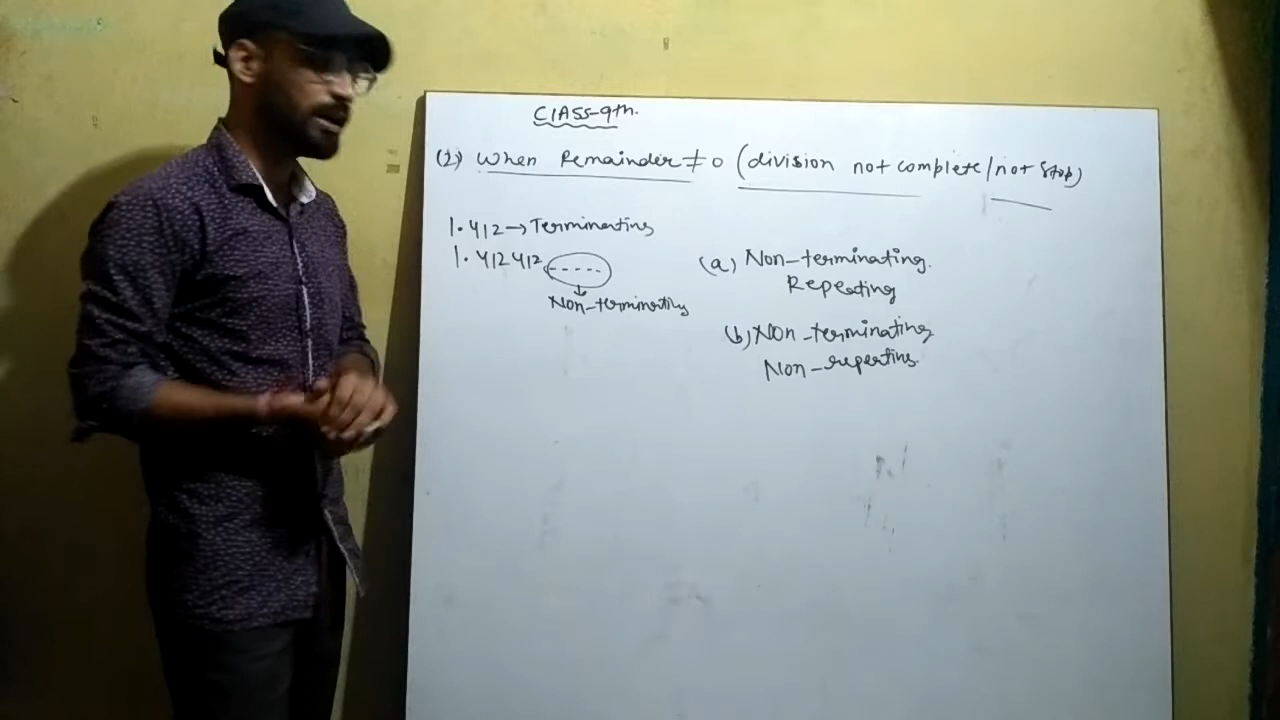 CLASS-9th.
(2) When Remainder ≠ 0 (division not complete/not stop)
1.412 → Terminating
1.412412 - - - -
↓
Non-terminating
(a) Non-terminating.
Repeating
(b) Non-terminating
Non-repeating.